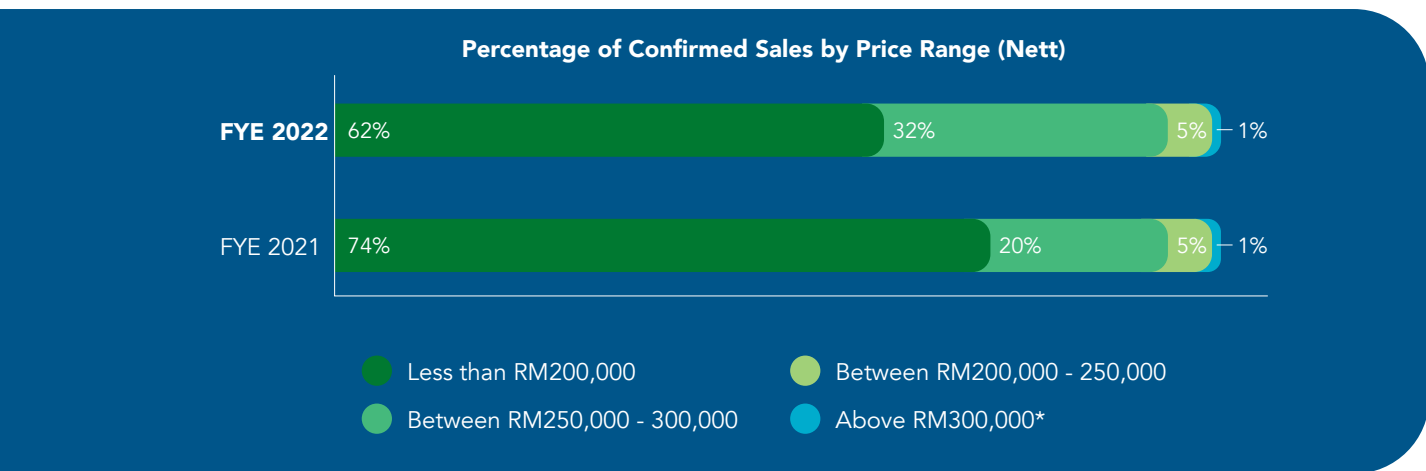 Percentage of Confirmed Sales by Price Range (Nett)
FYE 2022 62% 32% 5% 1%
FYE 2021 74% 20% 5% 1%
Less than RM200,000 Between RM200,000 - 250,000
Between RM250,000 - 300,000 Above RM300,000*